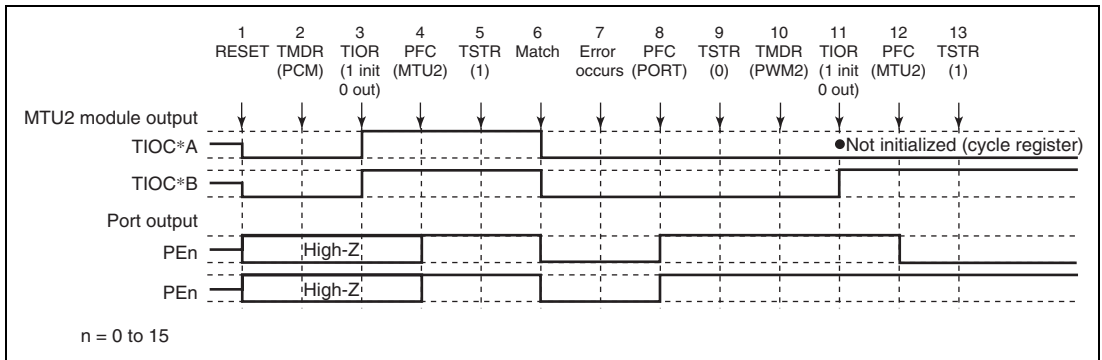 1 2 3 4 5 6 7 8 9 10 11 12 13
RESET TMDR TIOR PFC TSTR Match Error PFC TSTR TMDR TIOR PFC TSTR
(PCM) (1 init (MTU2) (1) occurs (PORT) (0) (PWM2) (1 init (MTU2) (1)
0 out) 0 out)
MTU2 module output
TIOC*A
●Not initialized (cycle register)
TIOC*B
Port output
PEn
High-Z
PEn
High-Z
n = 0 to 15